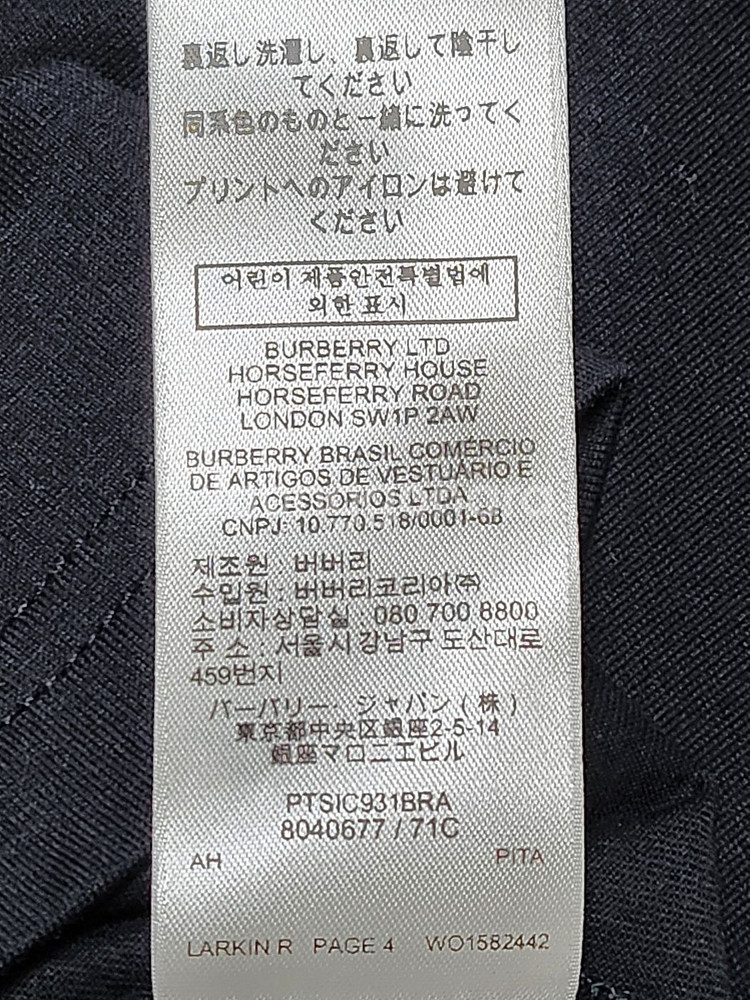 裏返し洗濯し、裏返して陰干し
てください
同系色のものと一緒に洗ってく
ださい
プリントへのアイロンは避けて
ください
어린이 제품안전특별법에
의한 표시
BURBERRY LTD
HORSEFERRY HOUSE
HORSEFERRY ROAD
LONDON SW1P 2AW
BURBERRY BRASIL COMÉRCIO
DE ARTIGOS DE VESTUÁRIO E
ACESSÓRIOS LTDA
CNPJ: 10.770.518/0001-68
제조원 : 버버리
수입원 : 버버리코리아㈜
소비자상담실 : 080 700 8800
주 소 : 서울시 강남구 도산대로
459번지
バーバリー・ジャパン(株)
東京都中央区銀座2-5-14
銀座マロニエビル
PTSIC931BRA
8040677 / 71C
AH PITA
LARKIN R PAGE 4 WO1582442